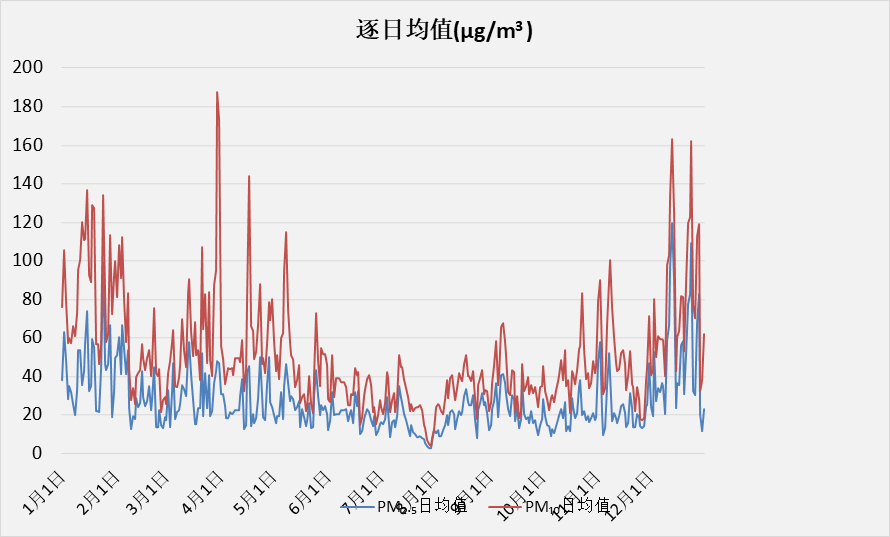 逐日均值(μg/m³)
200
180
160
140
120
100
80
60
40
20
0
1月1日
2月1日
3月1日
4月1日
5月1日
6月1日
7月1日
8月1日
9月1日
10月1日
11月1日
12月1日
PM₂.₅日均值
PM₁₀日均值